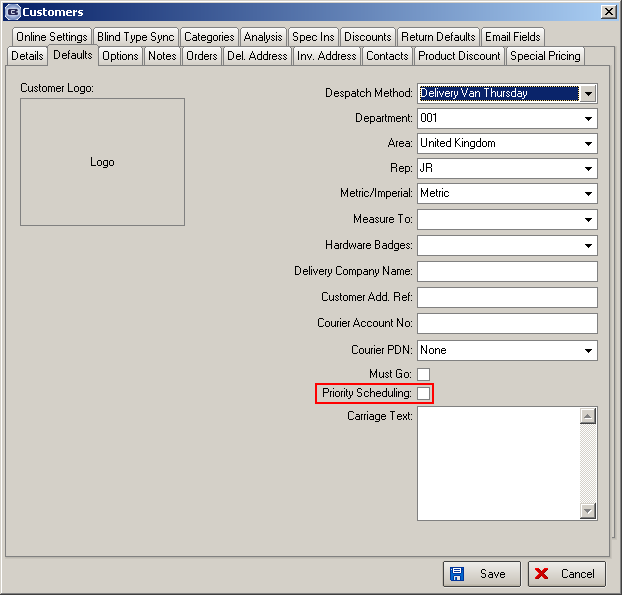 Customers
Online Settings Blind Type Sync Categories Analysis Spec Ins Discounts Return Defaults Email Fields
Details Defaults Options Notes Orders Del. Address Inv. Address Contacts Product Discount Special Pricing
Customer Logo:
Logo
Despatch Method: Delivery Van Thursday
Department: 001
Area: United Kingdom
Rep: JR
Metric/Imperial: Metric
Measure To:
Hardware Badges:
Delivery Company Name:
Customer Add. Ref:
Courier Account No:
Courier PDN: None
Must Go:
Priority Scheduling:
Carriage Text:
Save Cancel